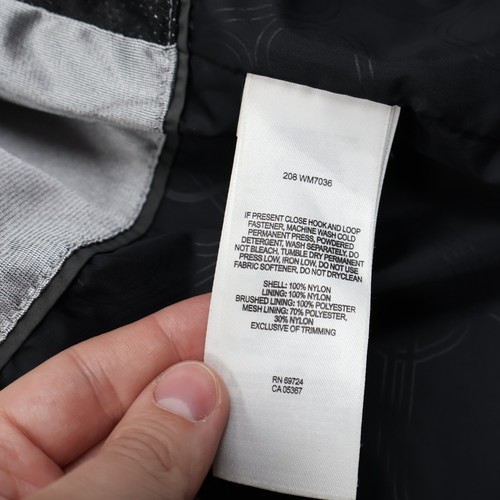 208 WM7036
IF PRESENT CLOSE HOOK AND LOOP
FASTENER, MACHINE WASH COLD
PERMANENT PRESS, POWDERED
DETERGENT, WASH SEPARATELY, DO
NOT BLEACH, TUMBLE DRY PERMANENT
PRESS LOW, IRON LOW, DO NOT USE
FABRIC SOFTENER, DO NOT DRYCLEAN
SHELL: 100% NYLON
LINING: 100% NYLON
BRUSHED LINING: 100% POLYESTER
MESH LINING: 70% POLYESTER,
30% NYLON
EXCLUSIVE OF TRIMMING
RN 69724
CA 05367